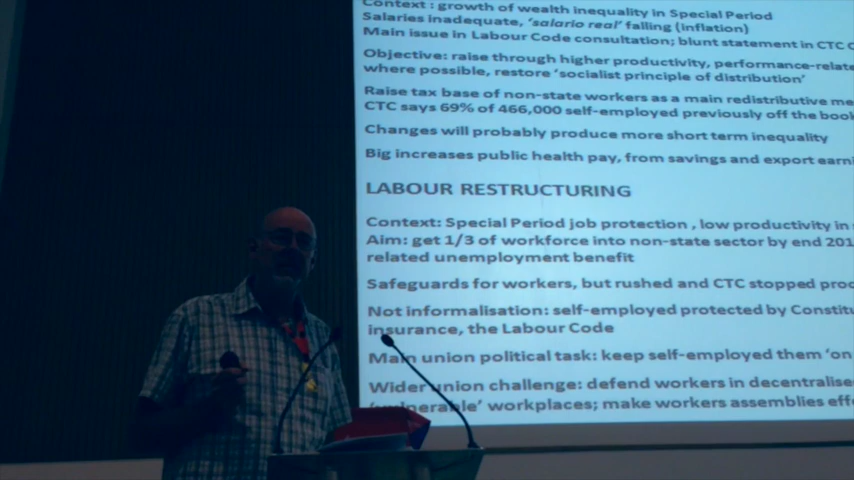 Context : growth of wealth inequality in Special Period
Salaries inadequate, 'salario real' falling (inflation)
Main issue in Labour Code consultation; blunt statement in CTC
Objective: raise through higher productivity, performance-relate
where possible, restore 'socialist principle of distribution'
Raise tax base of non-state workers as a main redistributive me
CTC says 69% of 466,000 self-employed previously off the book
Changes will probably produce more short term inequality
Big increases public health pay, from savings and export earni
LABOUR RESTRUCTURING
Context: Special Period job protection , low productivity in
Aim: get 1/3 of workforce into non-state sector by end 201
related unemployment benefit
Safeguards for workers, but rushed and CTC stopped proc
Not informalisation: self-employed protected by Constitu
insurance, the Labour Code
Main union political task: keep self-employed them 'on
Wider union challenge: defend workers in decentralise
'vulnerable' workplaces; make workers assemblies effe